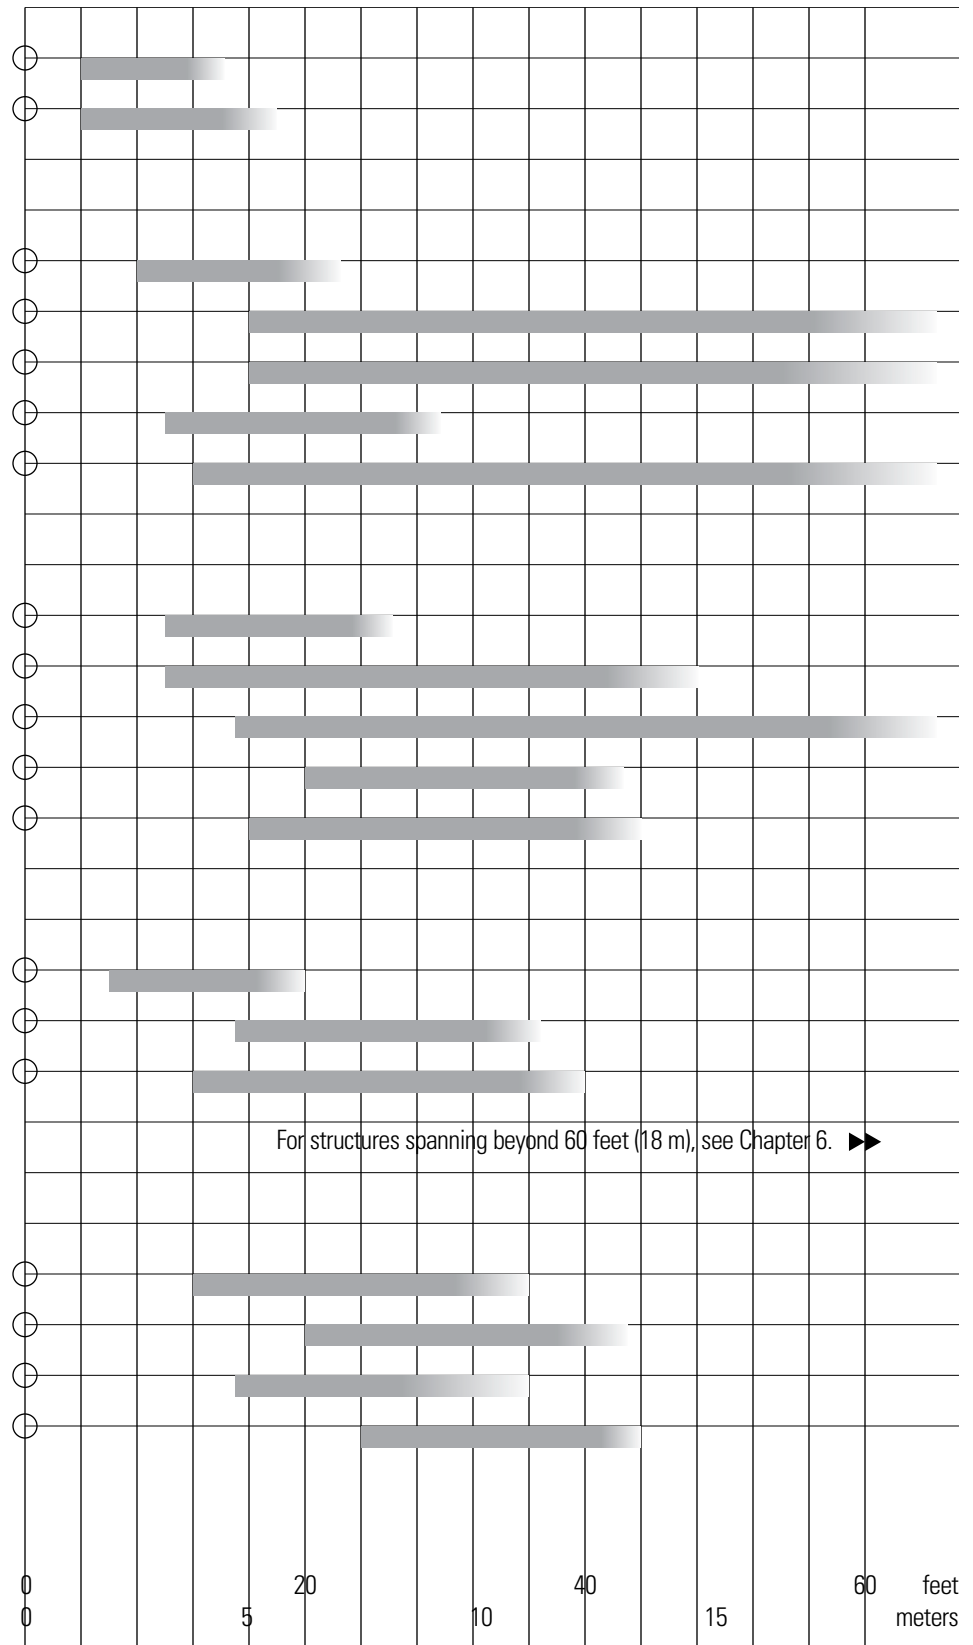 For structures spanning beyond 60 feet (18 m), see Chapter 6. ▶▶
0 20 40 60 feet
0 5 10 15 meters